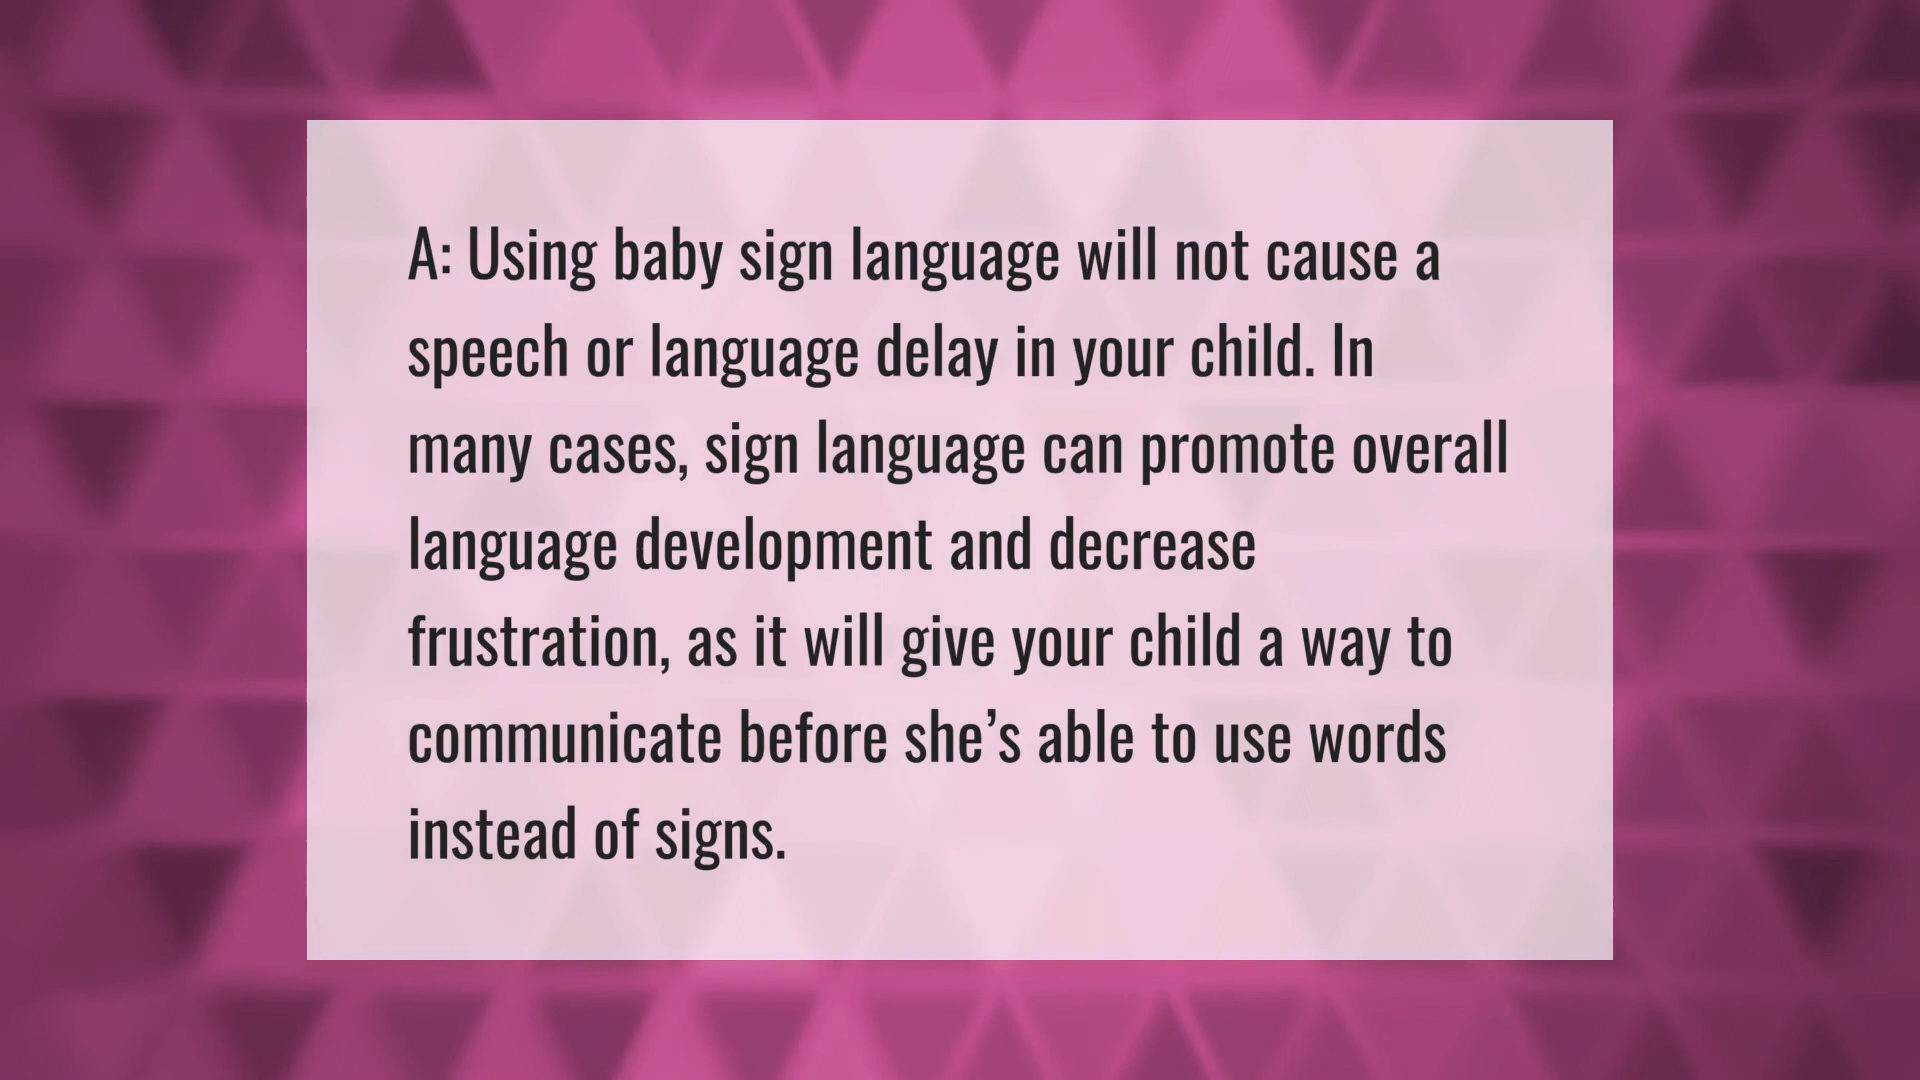 A: Using baby sign language will not cause a
speech or language delay in your child. In
many cases, sign language can promote overall
language development and decrease
frustration, as it will give your child a way to
communicate before she’s able to use words
instead of signs.